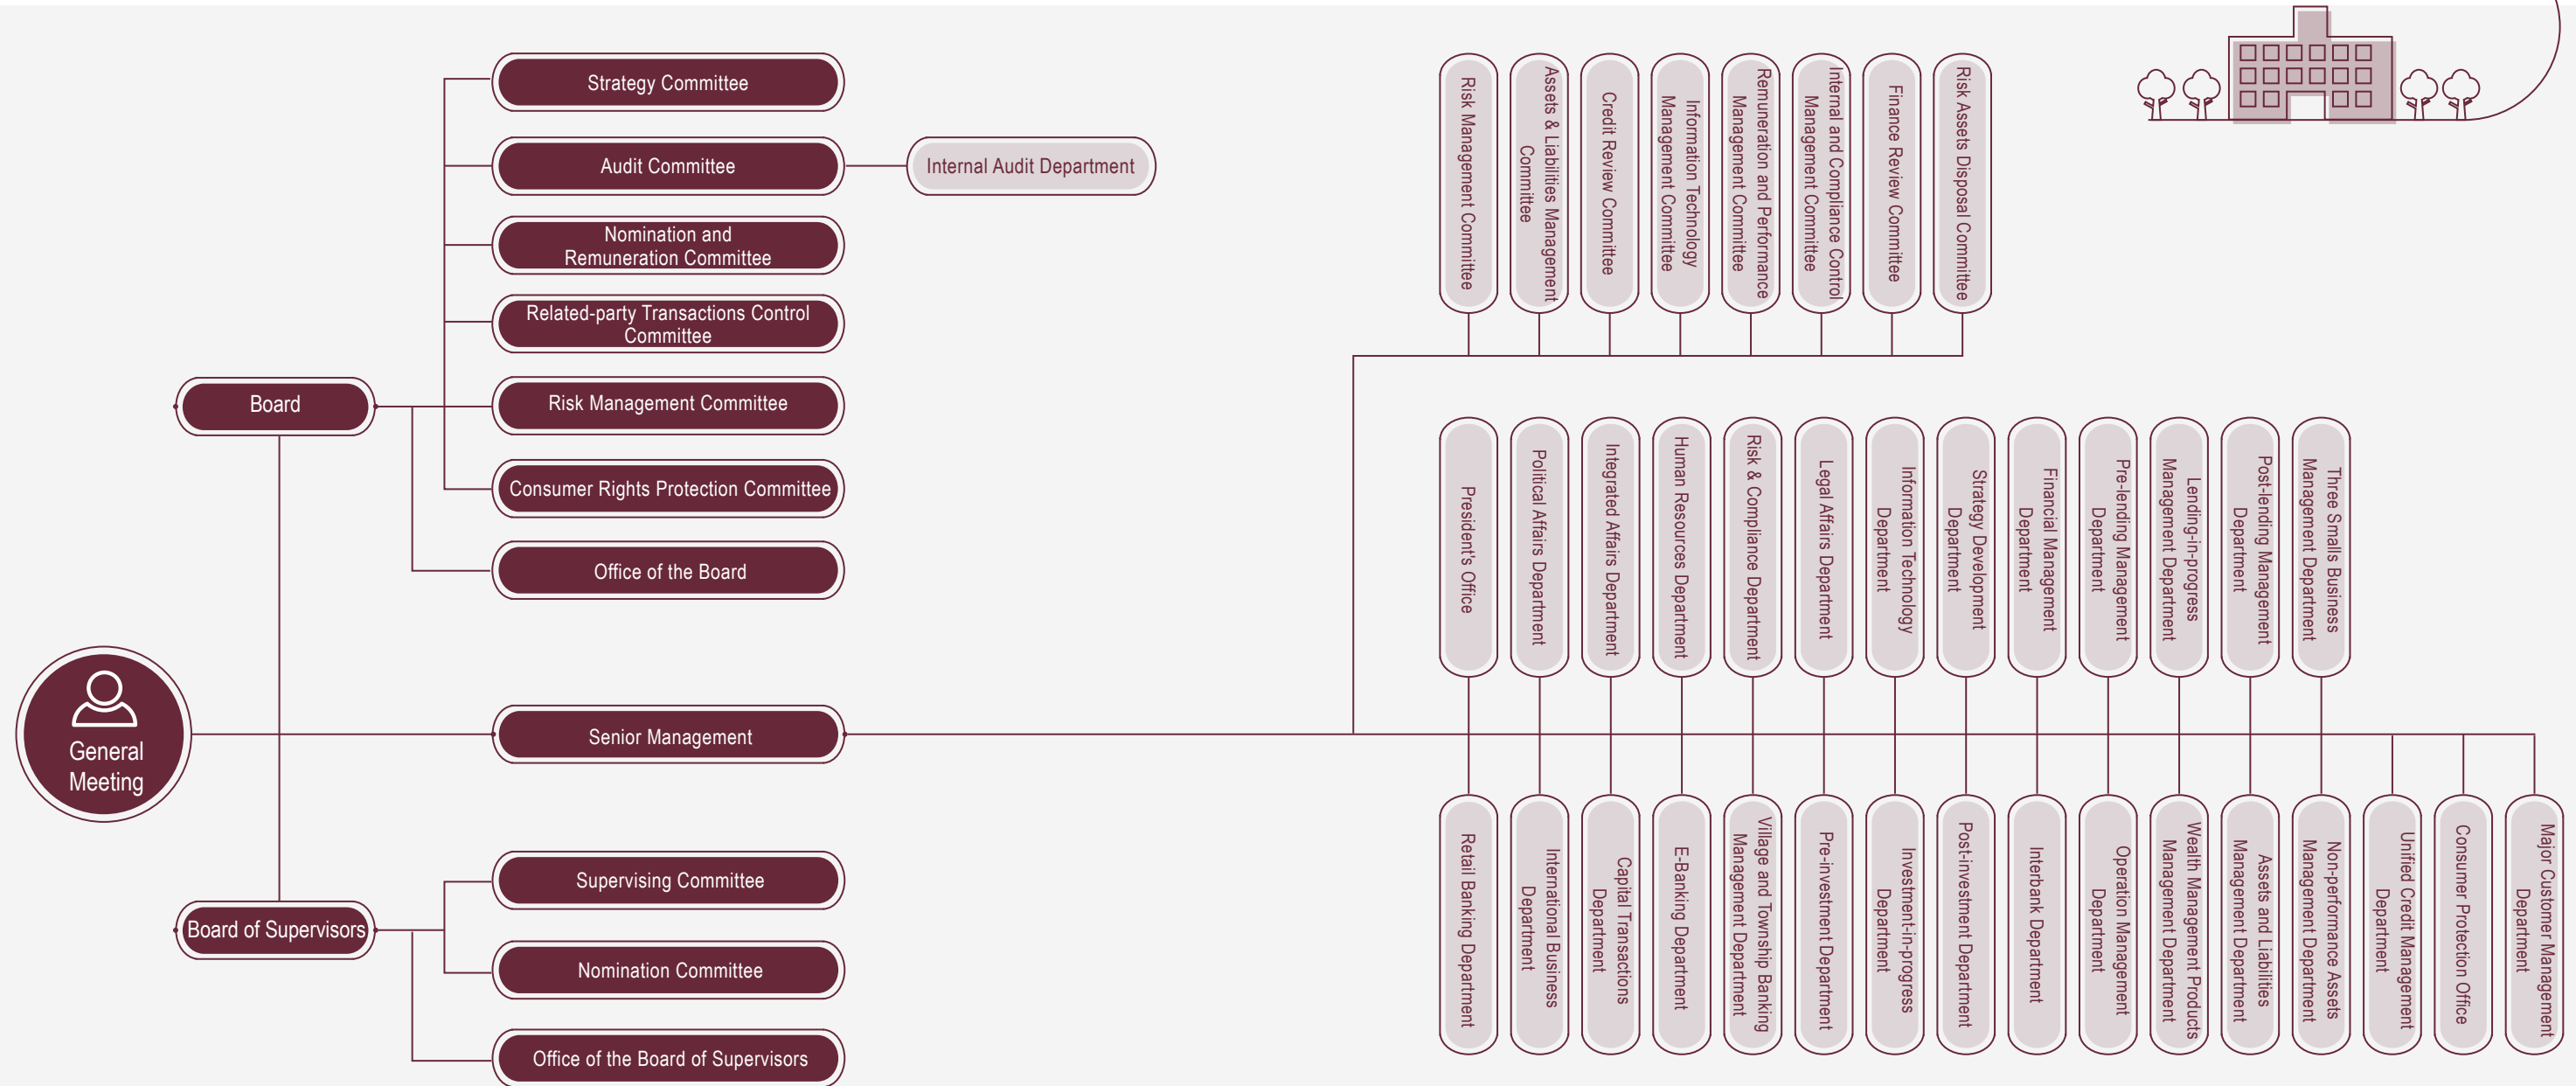 Strategy Committee
Audit Committee
Internal Audit Department
Nomination and
Remuneration Committee
Related-party Transactions Control
Committee
Board
Risk Management Committee
Consumer Rights Protection Committee
Office of the Board
General
Meeting
Senior Management
Board of Supervisors
Supervising Committee
Nomination Committee
Office of the Board of Supervisors
Risk Management Committee
Assets & Liabilities Management
Committee
Credit Review Committee
Information Technology
Management Committee
Remuneration and Performance
Management Committee
Internal and Compliance Control
Management Committee
Finance Review Committee
Risk Assets Disposal Committee
President's Office
Political Affairs Department
Integrated Affairs Department
Human Resources Department
Risk & Compliance Department
Legal Affairs Department
Information Technology
Department
Strategy Development
Department
Financial Management
Department
Pre-lending Management
Department
Lending-in-progress
Management Department
Post-lending Management
Department
Three Smalls Business
Management Department
Retail Banking Department
International Business
Department
Capital Transactions
Department
E-Banking Department
Village and Township Banking
Management Department
Pre-investment Department
Investment-in-progress
Department
Post-investment Department
Interbank Department
Operation Management
Department
Wealth Management Products
Management Department
Assets and Liabilities
Management Department
Non-performance Assets
Management Department
Unified Credit Management
Department
Consumer Protection Office
Major Customer Management
Department